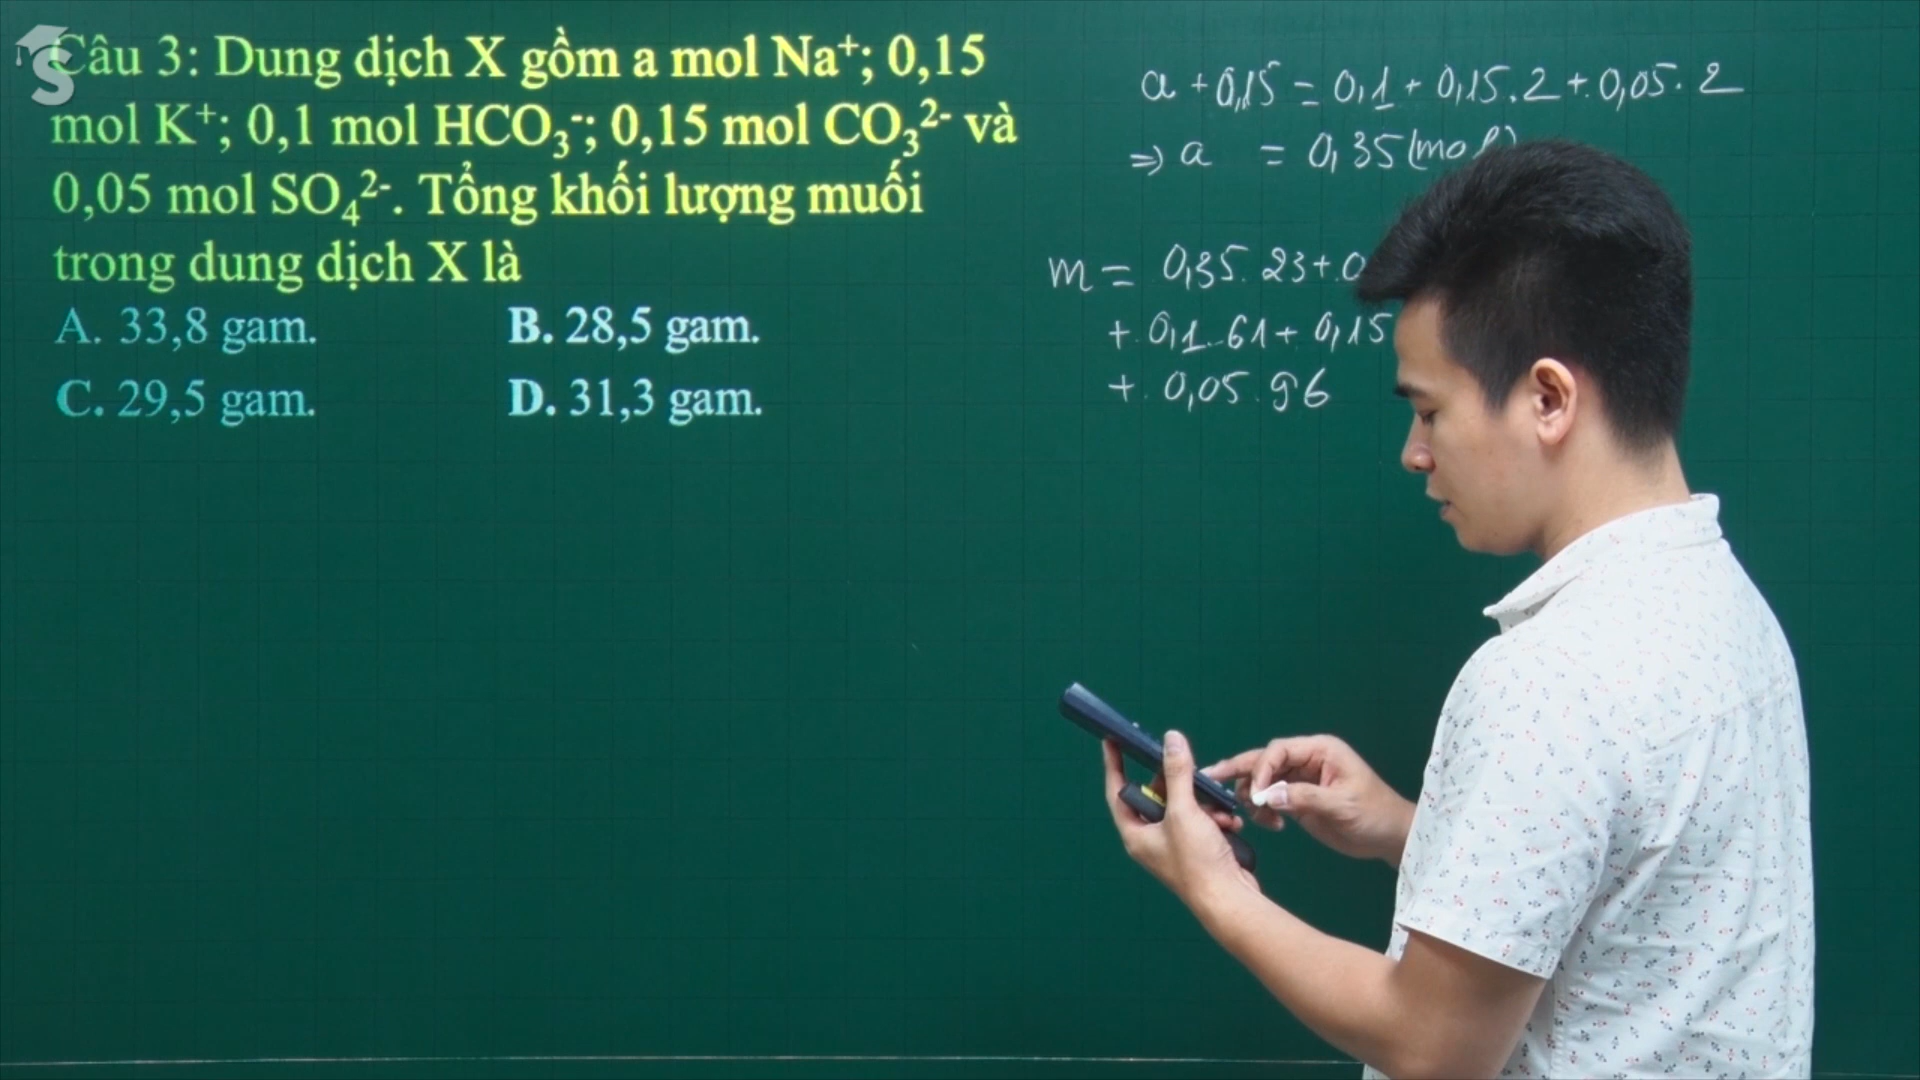 Câu 3: Dung dịch X gồm a mol Na⁺; 0,15
mol K⁺; 0,1 mol HCO₃⁻; 0,15 mol CO₃²⁻ và
0,05 mol SO₄²⁻. Tổng khối lượng muối
trong dung dịch X là
A. 33,8 gam.
B. 28,5 gam.
C. 29,5 gam.
D. 31,3 gam.
a + 0,15 = 0,1 + 0,15.2 + 0,05.2
⇒ a = 0,35 (mol)
m = 0,35.23 + 0
+ 0,1.61 + 0,15
+ 0,05.96